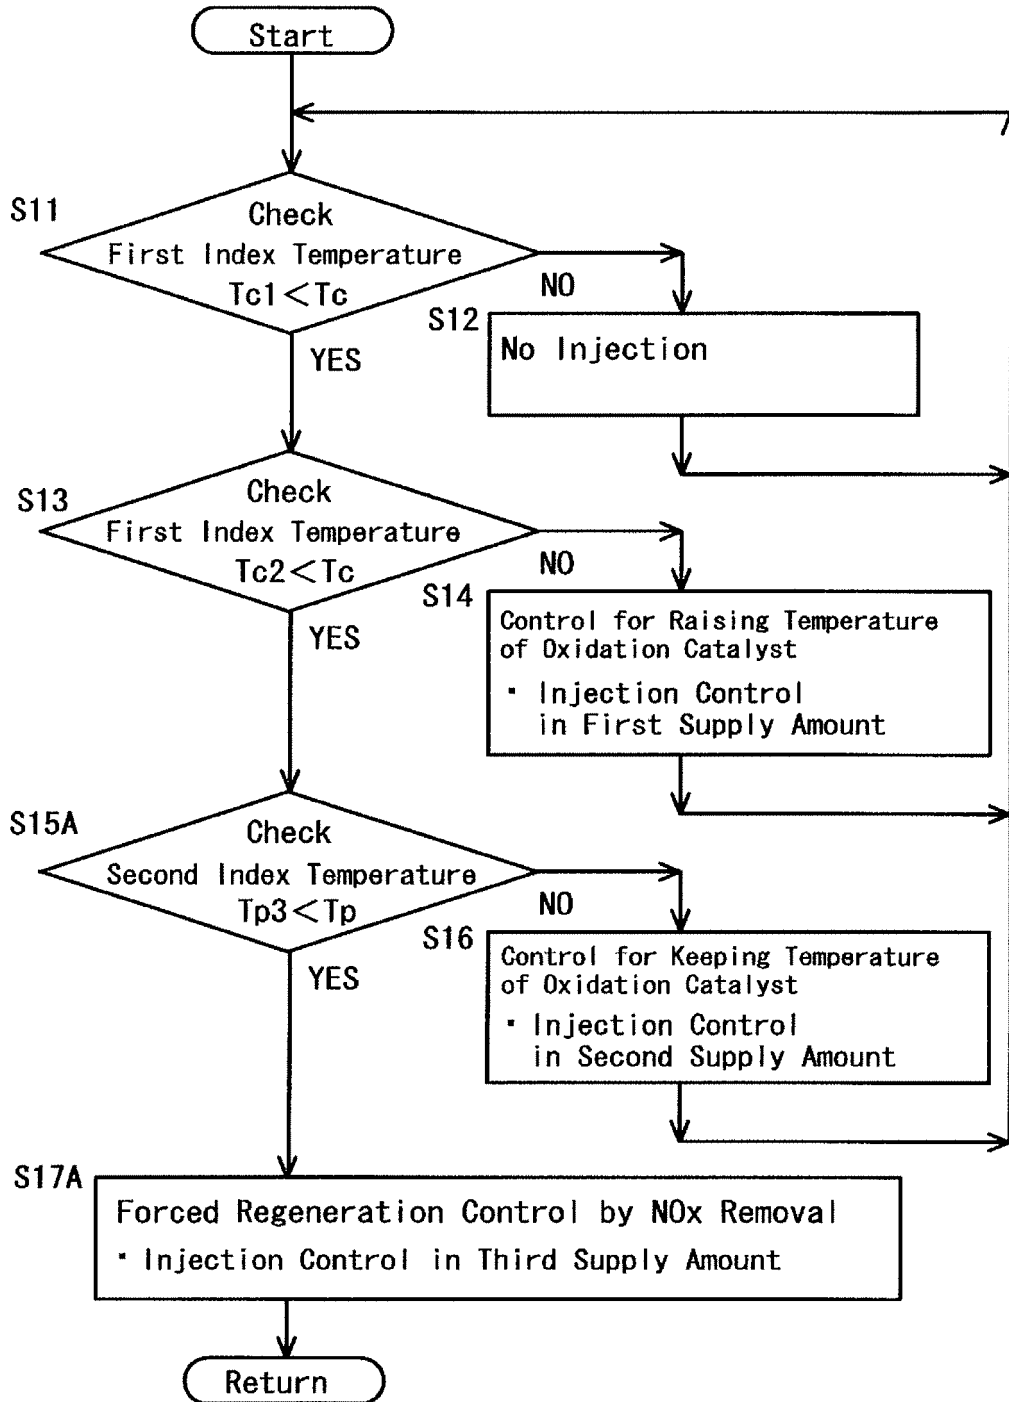 Start
S11
Check
First Index Temperature
Tc1<Tc
NO
YES
S12
No Injection
S13
Check
First Index Temperature
Tc2<Tc
NO
YES
S14
Control for Raising Temperature
of Oxidation Catalyst
・ Injection Control
in First Supply Amount
S15A
Check
Second Index Temperature
Tp3<Tp
NO
YES
S16
Control for Keeping Temperature
of Oxidation Catalyst
・ Injection Control
in Second Supply Amount
S17A
Forced Regeneration Control by NOx Removal
・ Injection Control in Third Supply Amount
Return